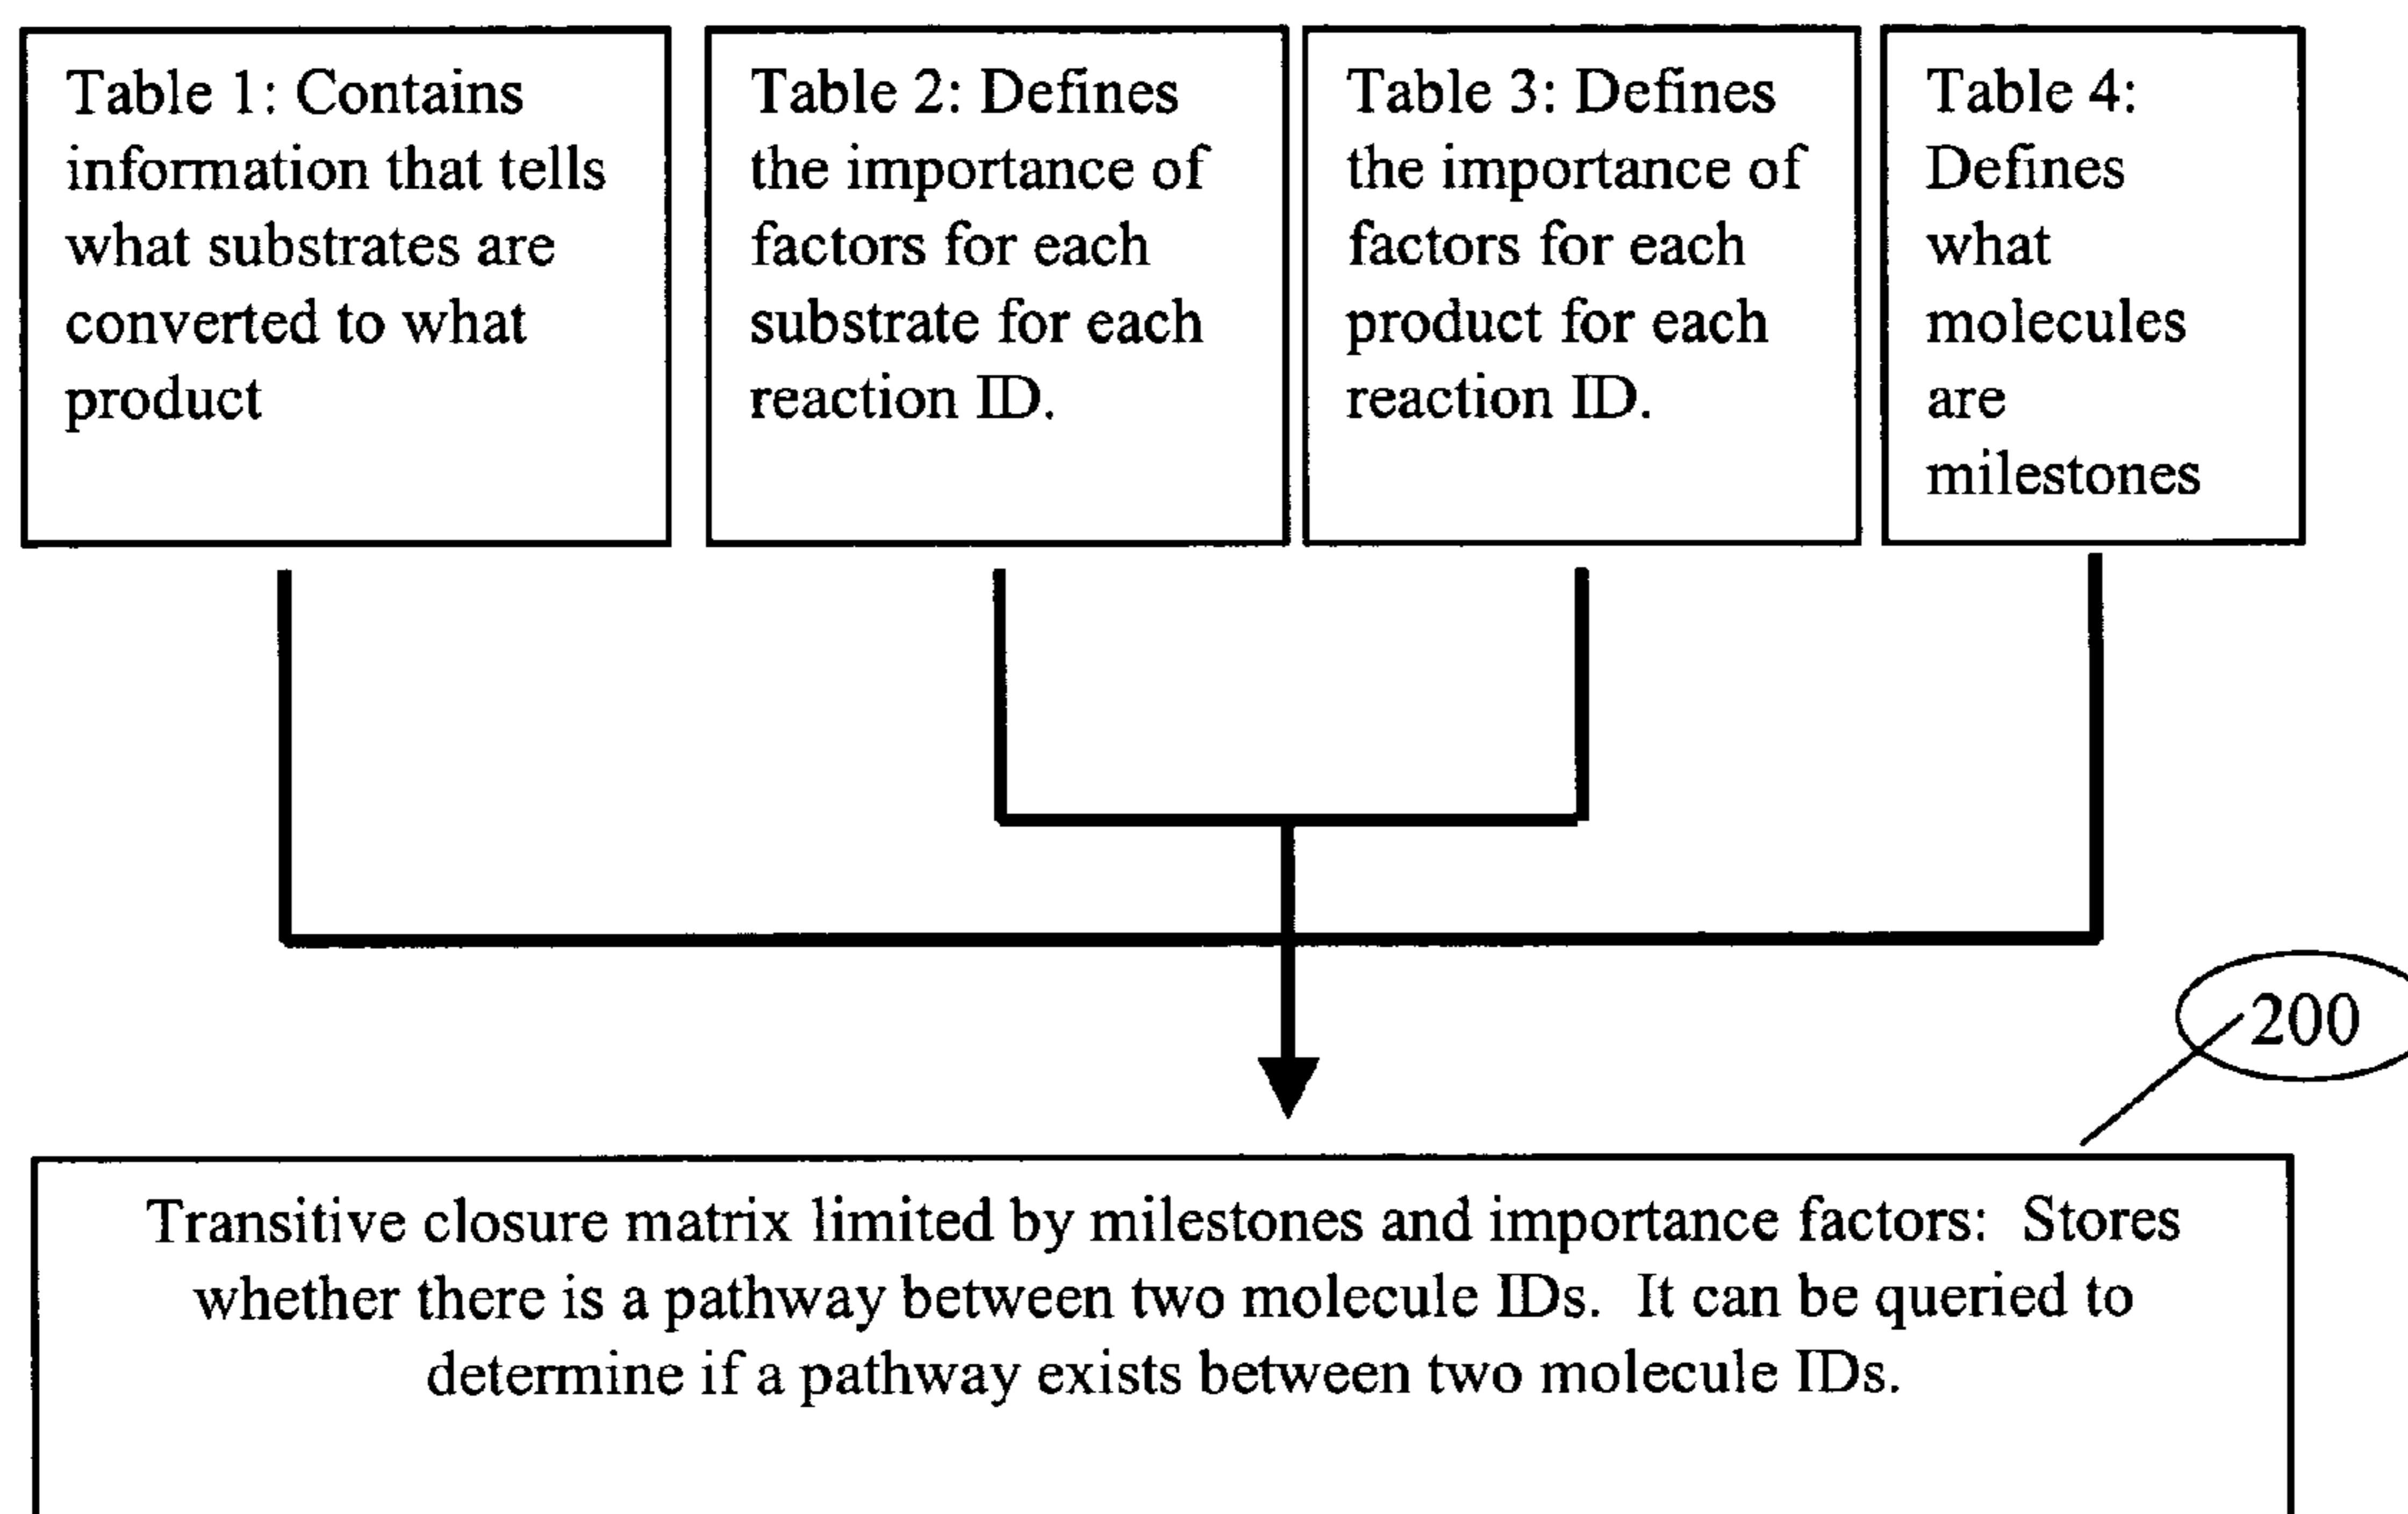 Table 1: Contains
information that tells
what substrates are
converted to what
product
Table 2: Defines
the importance of
factors for each
substrate for each
reaction ID.
Table 3: Defines
the importance of
factors for each
product for each
reaction ID.
Table 4:
Defines
what
molecules
are
milestones
200
Transitive closure matrix limited by milestones and importance factors: Stores
whether there is a pathway between two molecule IDs. It can be queried to
determine if a pathway exists between two molecule IDs.